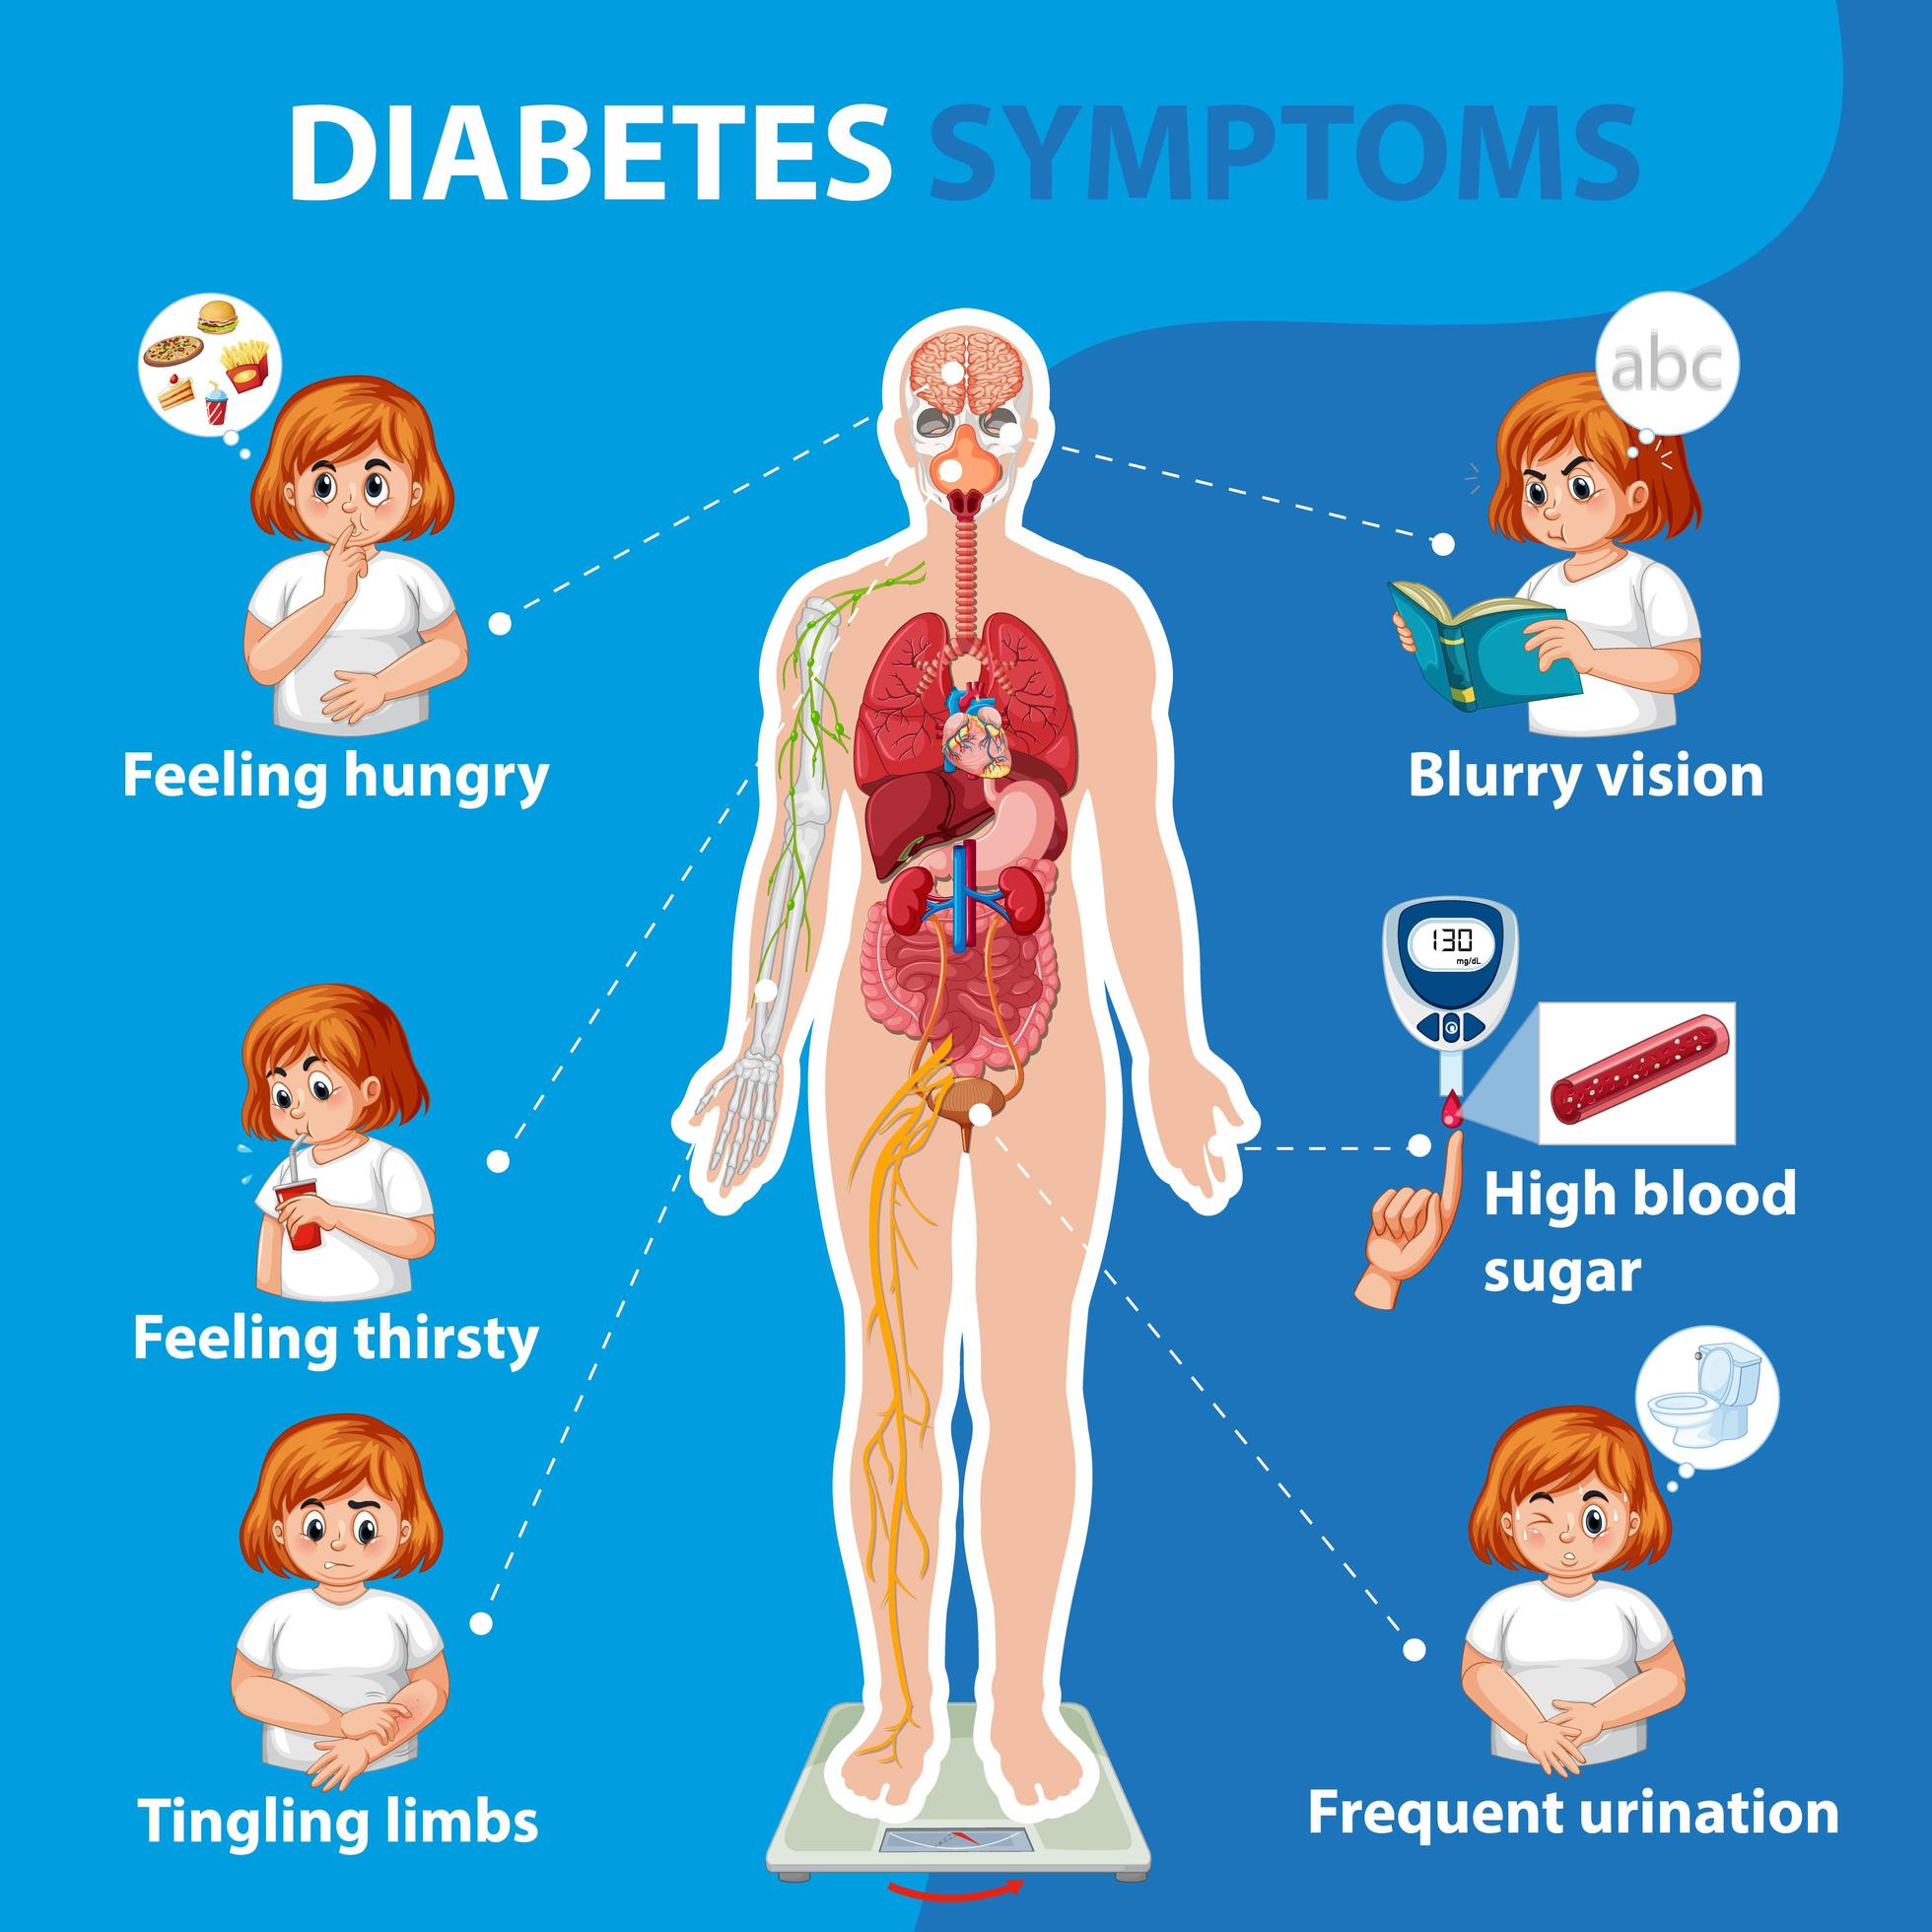 DIABETES SYMPTOMS
abc
Feeling hungry
Blurry vision
130
mg/dL
High blood
sugar
Feeling thirsty
Tingling limbs
Frequent urination